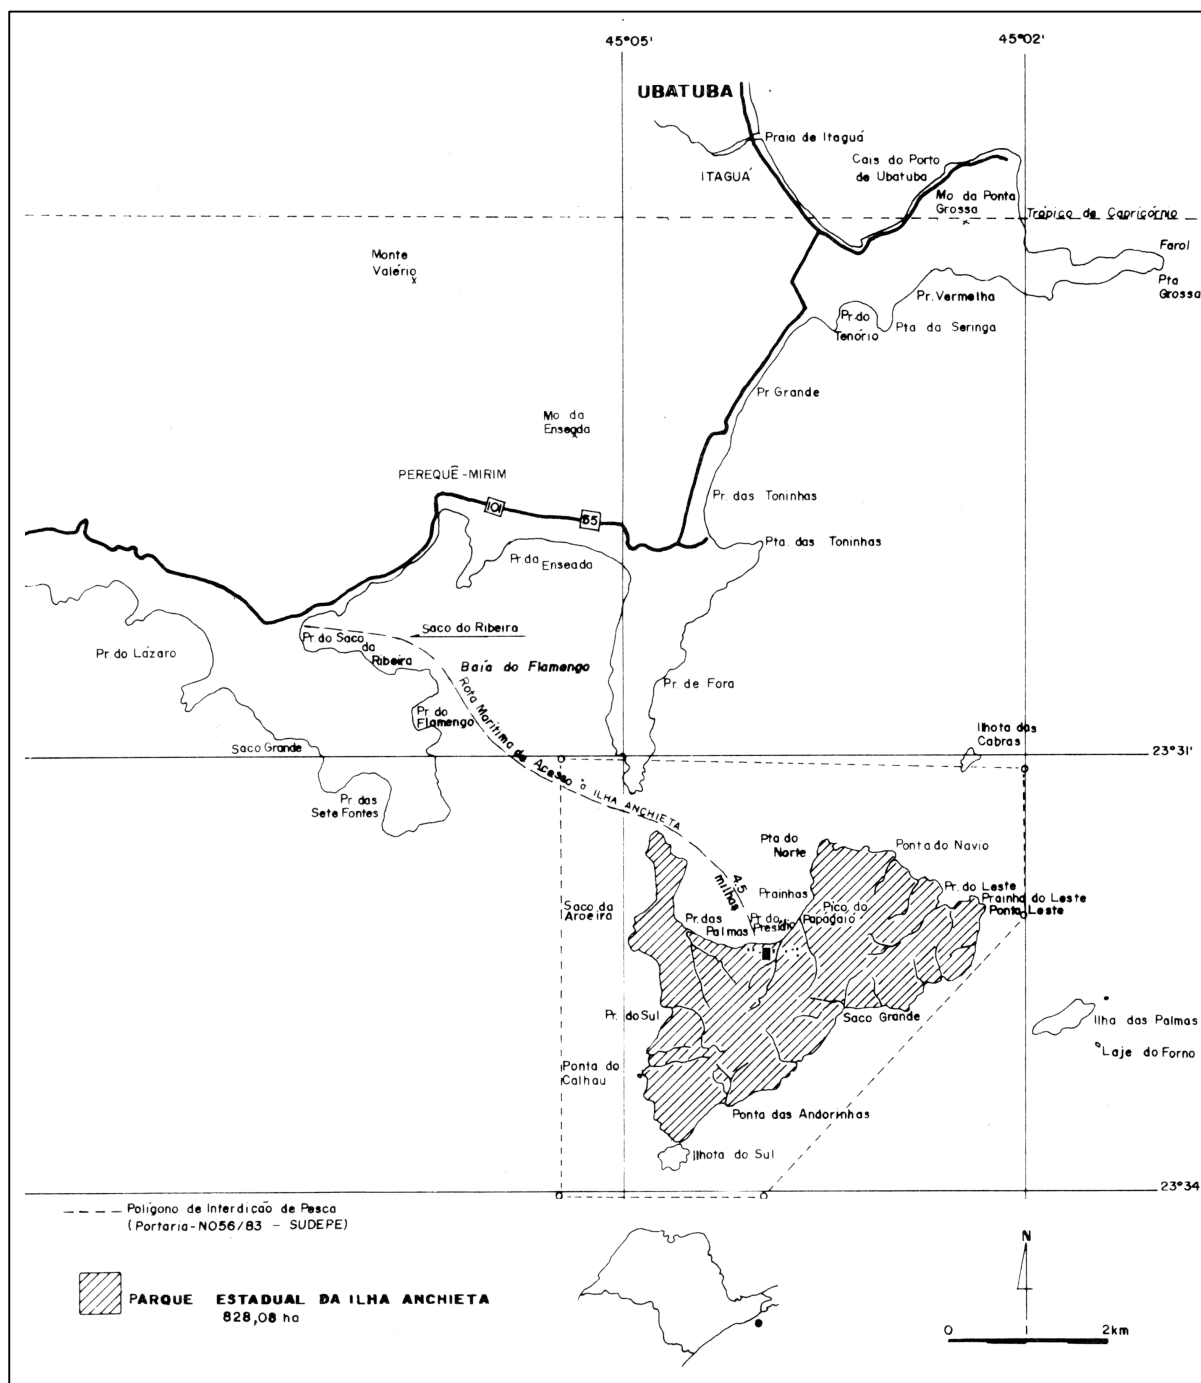 45°05'
45°02'
UBATUBA
Praia de Itaguá
ITAGUÁ
Cais do Porto
de Ubatuba
Mo da Ponta
Grossa
Trópico de Capricórnio
Farol
Pta
Grossa
Monte
Valério
Pr. Vermelha
Pr. do
Tenório
Pta da Seringa
Pr Grande
Mo da
Enseada
PEREQUÊ-MIRIM
101
55
Pr. das Toninhas
Pta. das Toninhas
Pr da Enseada
Saco do Ribeira
Pr. do Saco
da
Ribeira
Pr. do Lázaro
Baía do Flamengo
Pr. de Fora
Pr do
Flamengo
Rota Marítima de Acesso à ILHA ANCHIETA
Saco Grande
Ilhota das
Cabras
23°31'
Pr. das
Sete Fontes
Pta do
Norte
Ponta do Navio
4.5
milhas
Prainhas
Pr. do Leste
Prainha do Leste
Ponta Leste
Saco da
Aroeira
Pr. das
Palmas
Pr. do
Presídio
Pico do
Papagaio
Pr. do Sul
Saco Grande
Ilha das Palmas
Laje do Forno
Ponta do
Calhau
Ponta das Andorinhas
Ilhota do Sul
23°34
Polígono de Interdição de Pesca
(Portaria-NO56/83 - SUDEPE)
N
PARQUE ESTADUAL DA ILHA ANCHIETA
828,08 ha
0 2km